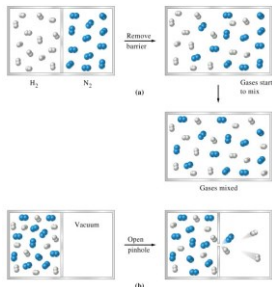 Remove
barrier
H2
N2
(a)
Gases start
to mix
Gases mixed
Vacuum
Open
pinhole
(b)